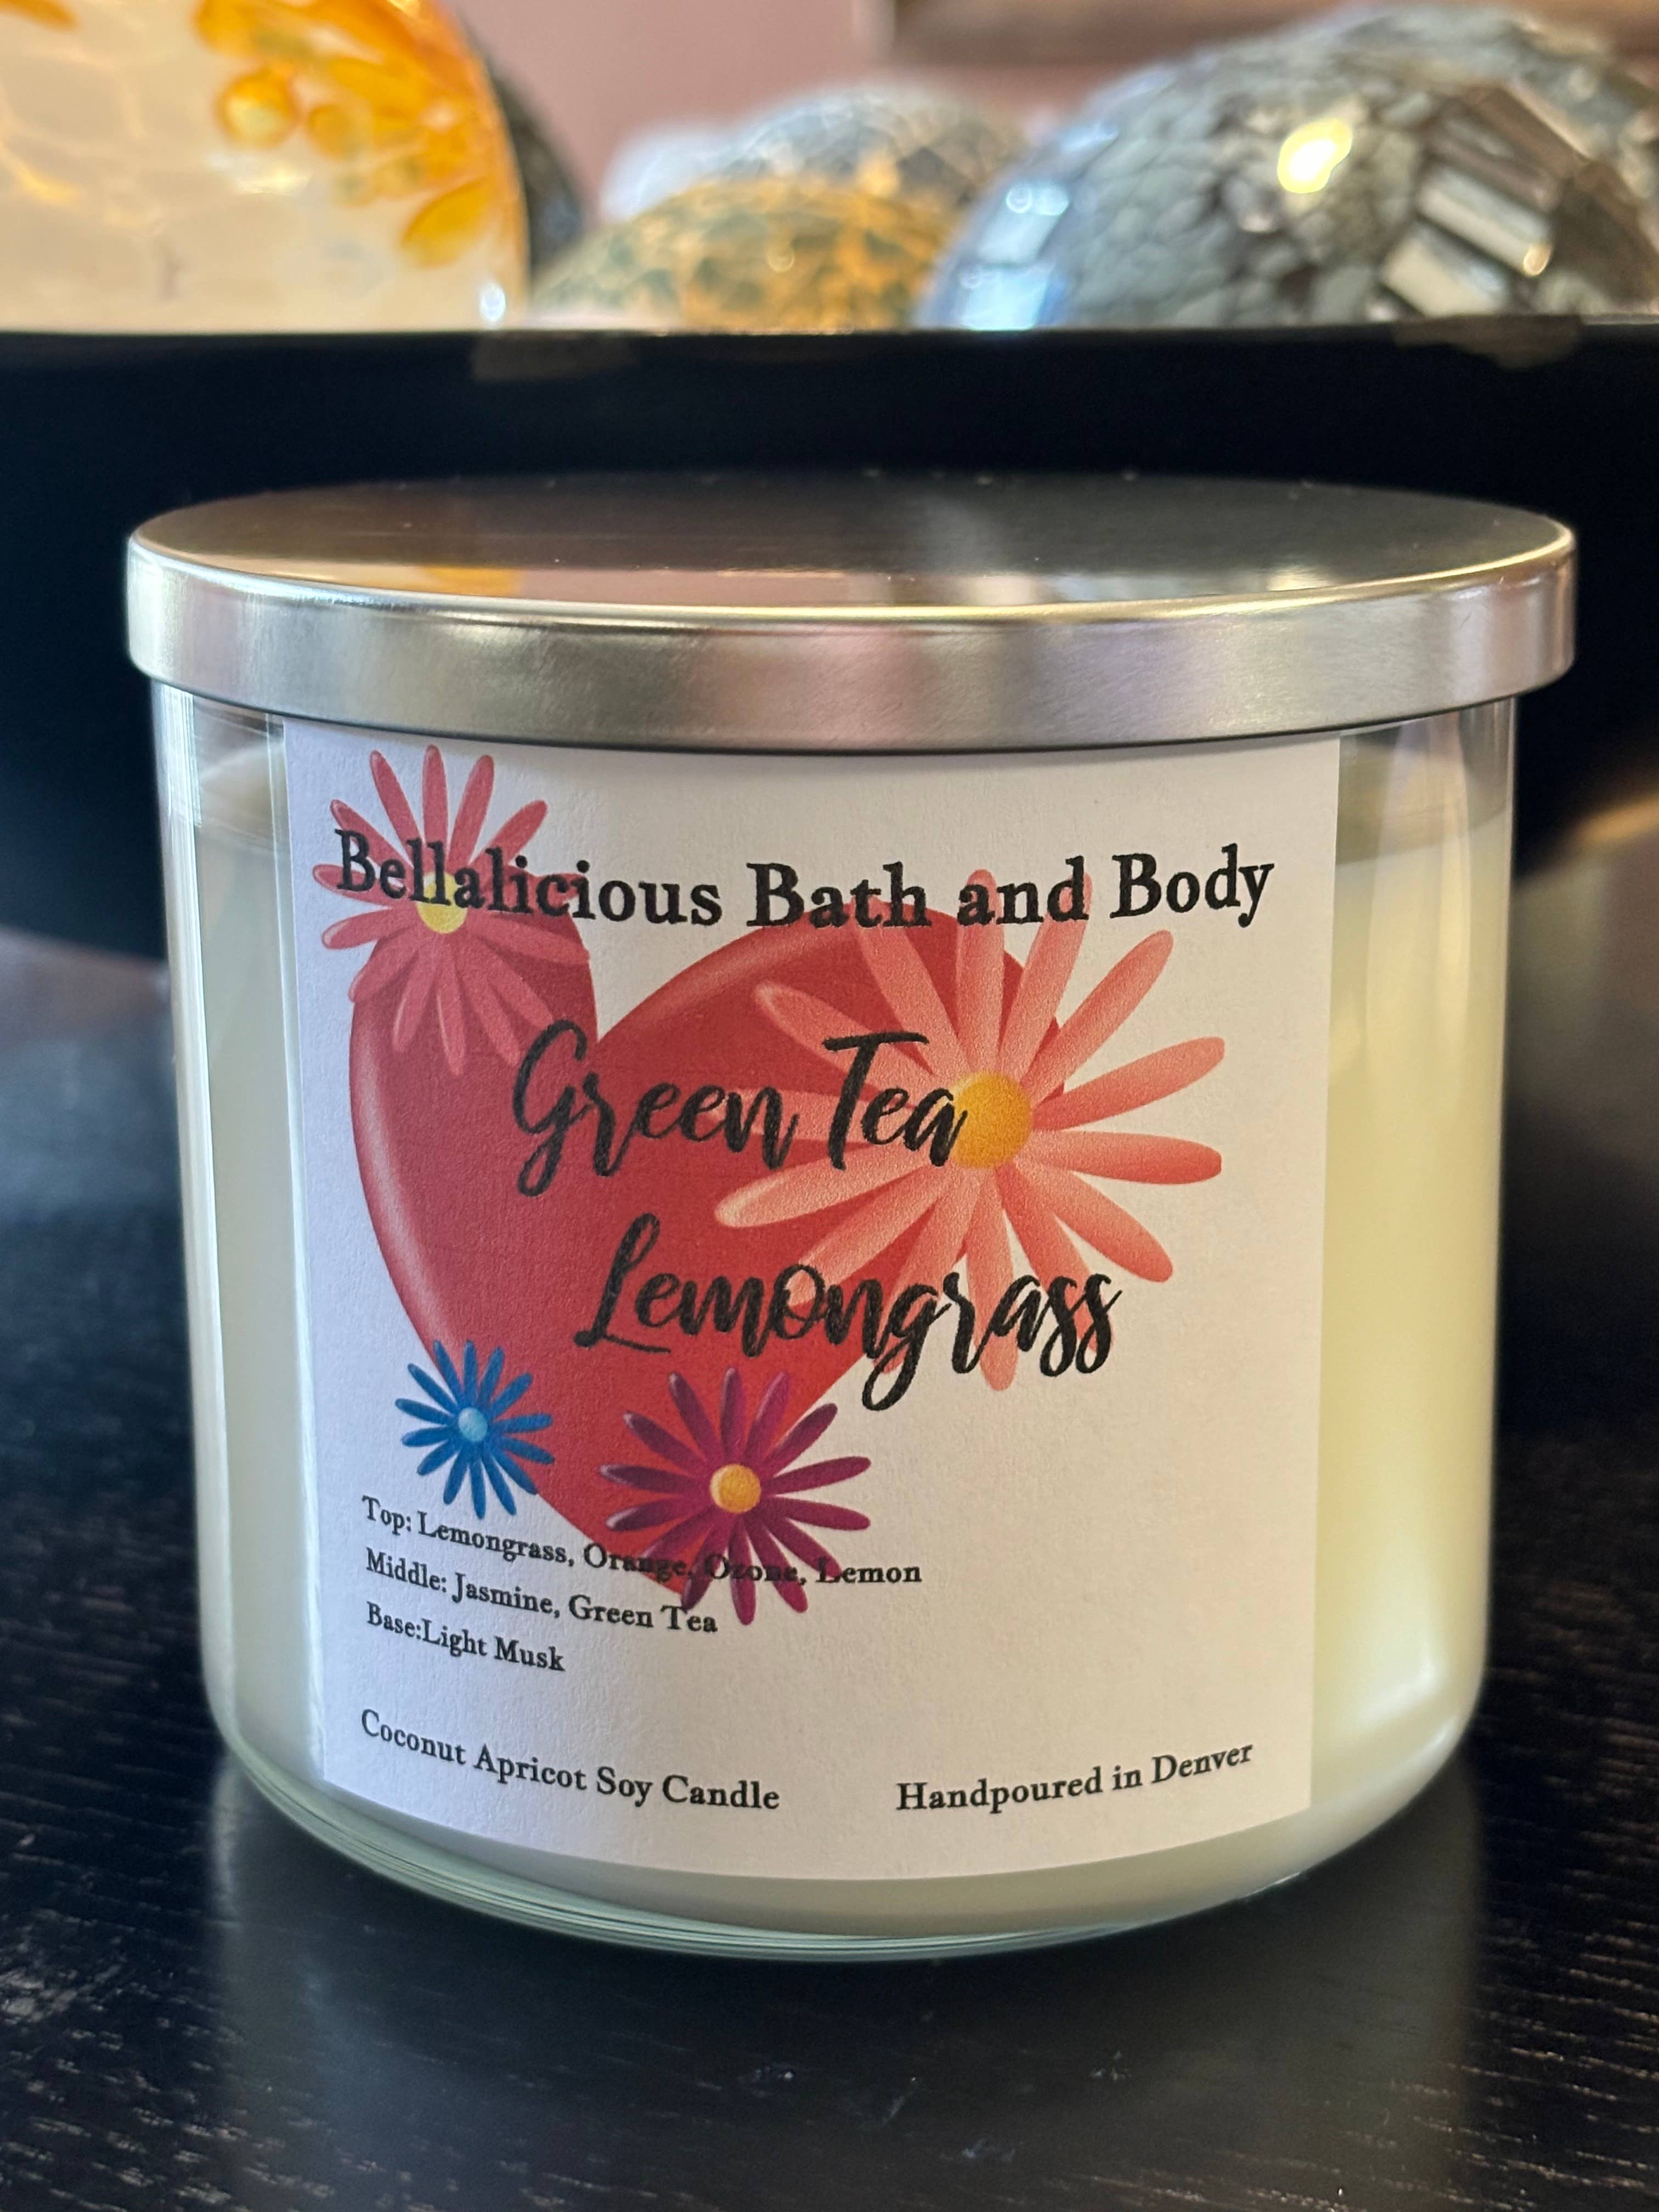 Bellalicious Bath and Body
Green Tea
Lemongrass
Top: Lemongrass, Orange, Ozone, Lemon
Middle: Jasmine, Green Tea
Base:Light Musk
Coconut Apricot Soy Candle
Handpoured in Denver